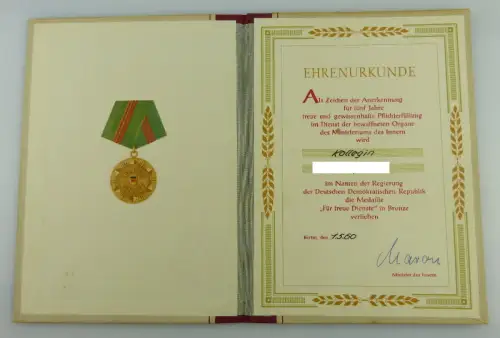 EHRENURKUNDE
Als Zeichen der Anerkennung
für fünf Jahre
treue und gewissenhafte Pflichterfüllung
im Dienst der bewaffneten Organe
des Ministeriums des Innern
wird
Kollegin
im Namen der Regierung
der Deutschen Demokratischen Republik
die Medaille
„Für treue Dienste" in Bronze
verliehen
Berlin, den 1.5.60
Maron
Minister des Innern